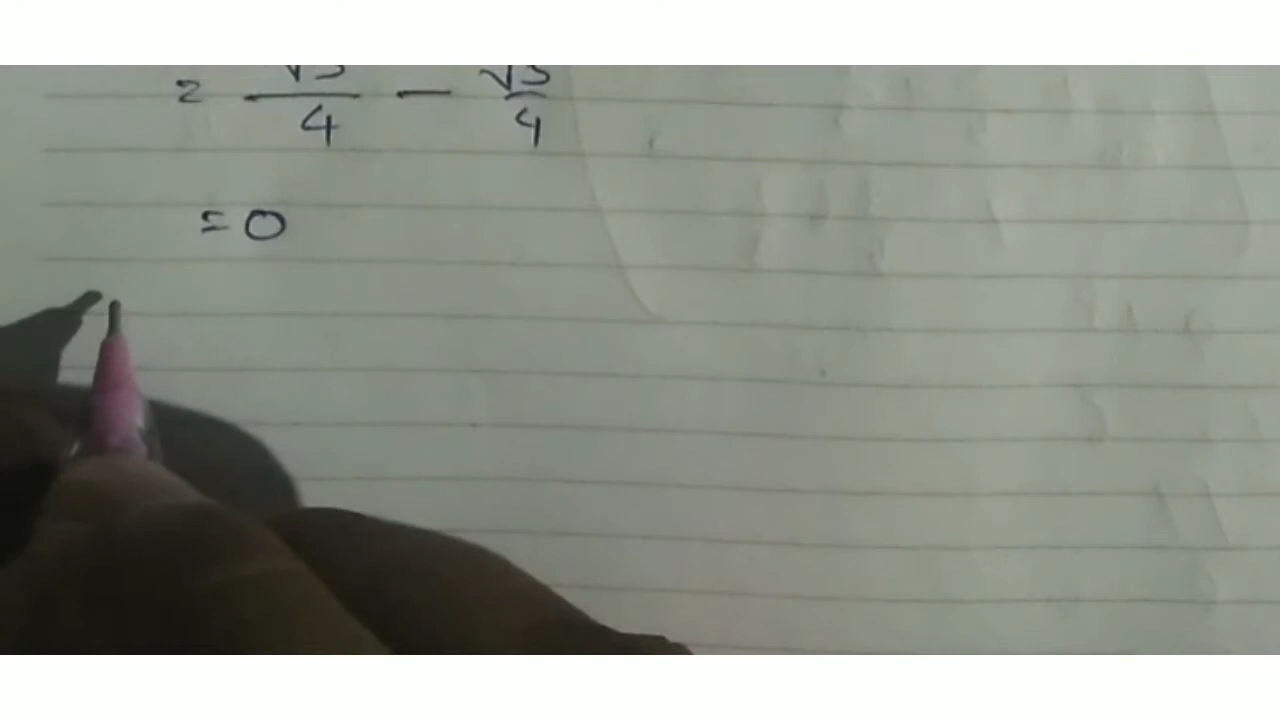 = √3/4 - √3/4
= 0